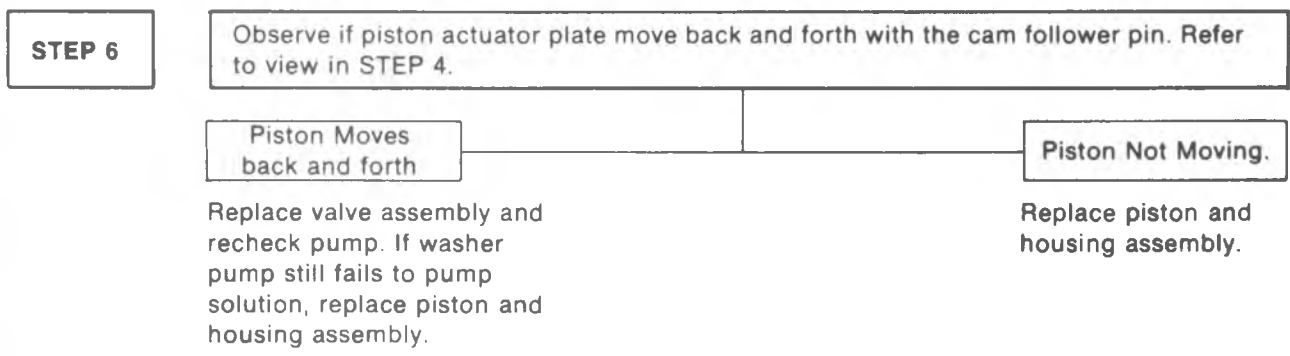 STEP 6
Observe if piston actuator plate move back and forth with the cam follower pin. Refer
to view in STEP 4.
Piston Moves
back and forth
Piston Not Moving.
Replace valve assembly and
recheck pump. If washer
pump still fails to pump
solution, replace piston and
housing assembly.
Replace piston and
housing assembly.